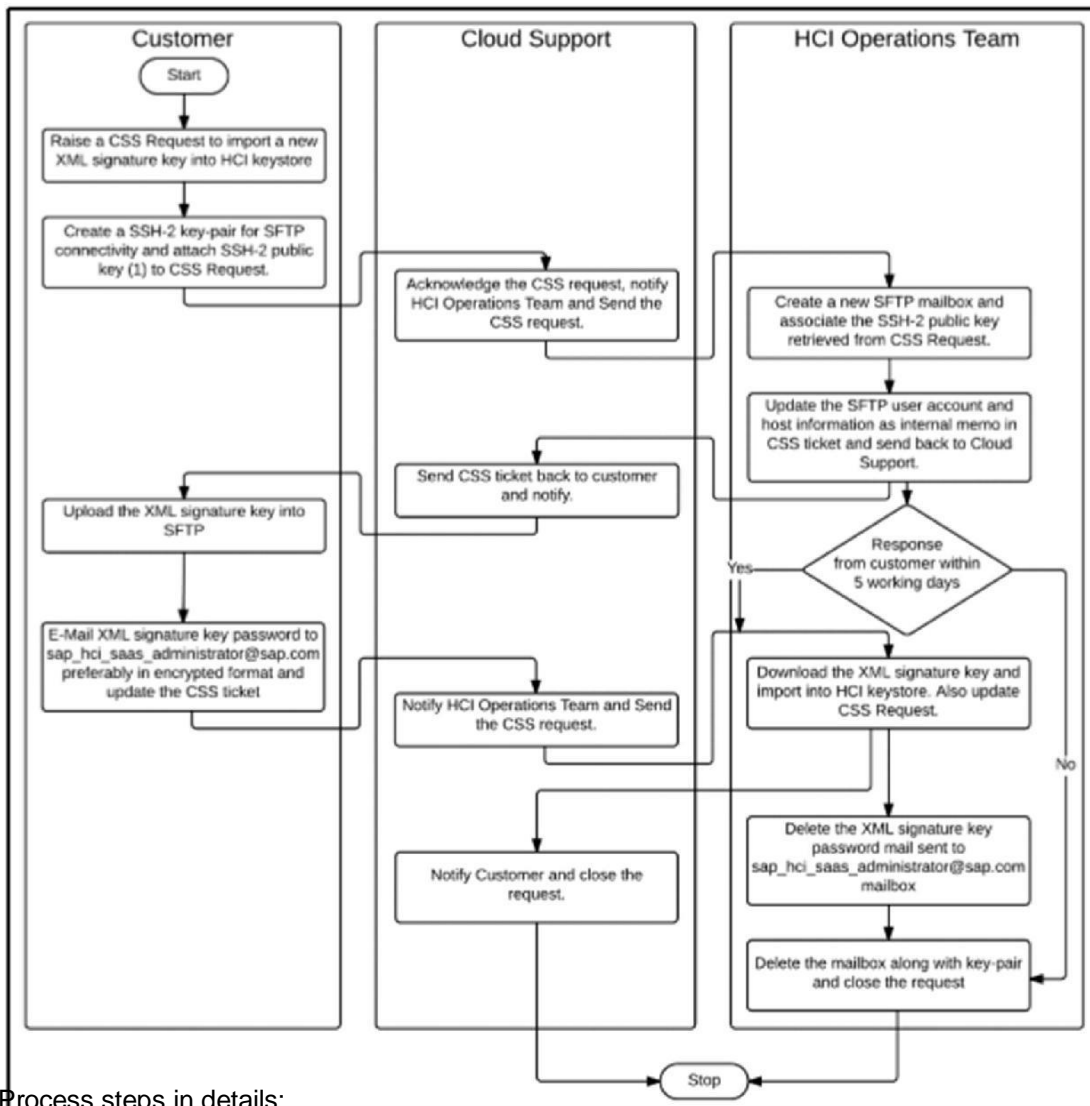 Customer
Cloud Support
HCI Operations Team
Start
Raise a CSS Request to import a new
XML signature key into HCI keystore
Create a SSH-2 key-pair for SFTP
connectivity and attach SSH-2 public
key (1) to CSS Request.
Acknowledge the CSS request, notify
HCI Operations Team and Send the
CSS request.
Create a new SFTP mailbox and
associate the SSH-2 public key
retrieved from CSS Request.
Update the SFTP user account and
host information as internal memo in
CSS ticket and send back to Cloud
Support.
Send CSS ticket back to customer
and notify.
Upload the XML signature key into
SFTP
Response
from customer within
5 working days
Yes
No
E-Mail XML signature key password to
sap_hci_saas_administrator@sap.com
preferably in encrypted format and
update the CSS ticket
Notify HCI Operations Team and Send
the CSS request.
Download the XML signature key and
import into HCI keystore. Also update
CSS Request.
Delete the XML signature key
password mail sent to
sap_hci_saas_administrator@sap.com
mailbox
Notify Customer and close the
request.
Delete the mailbox along with key-pair
and close the request
Stop
Process steps in details: